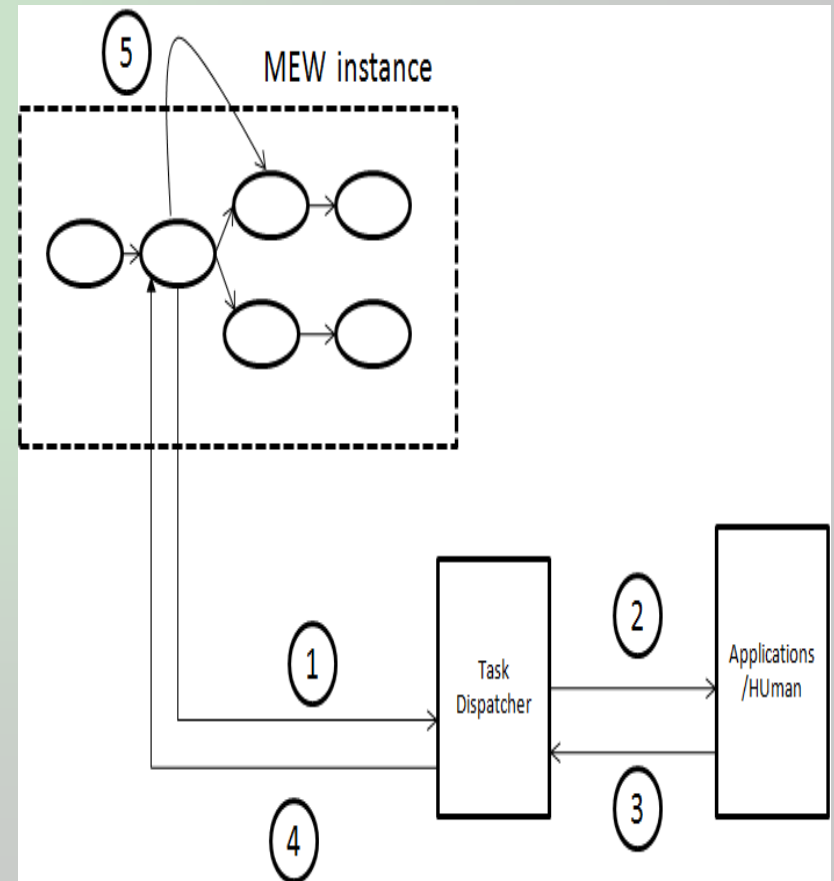 5
MEW instance
1
2
Task
Dispatcher
Applications
/HUman
3
4